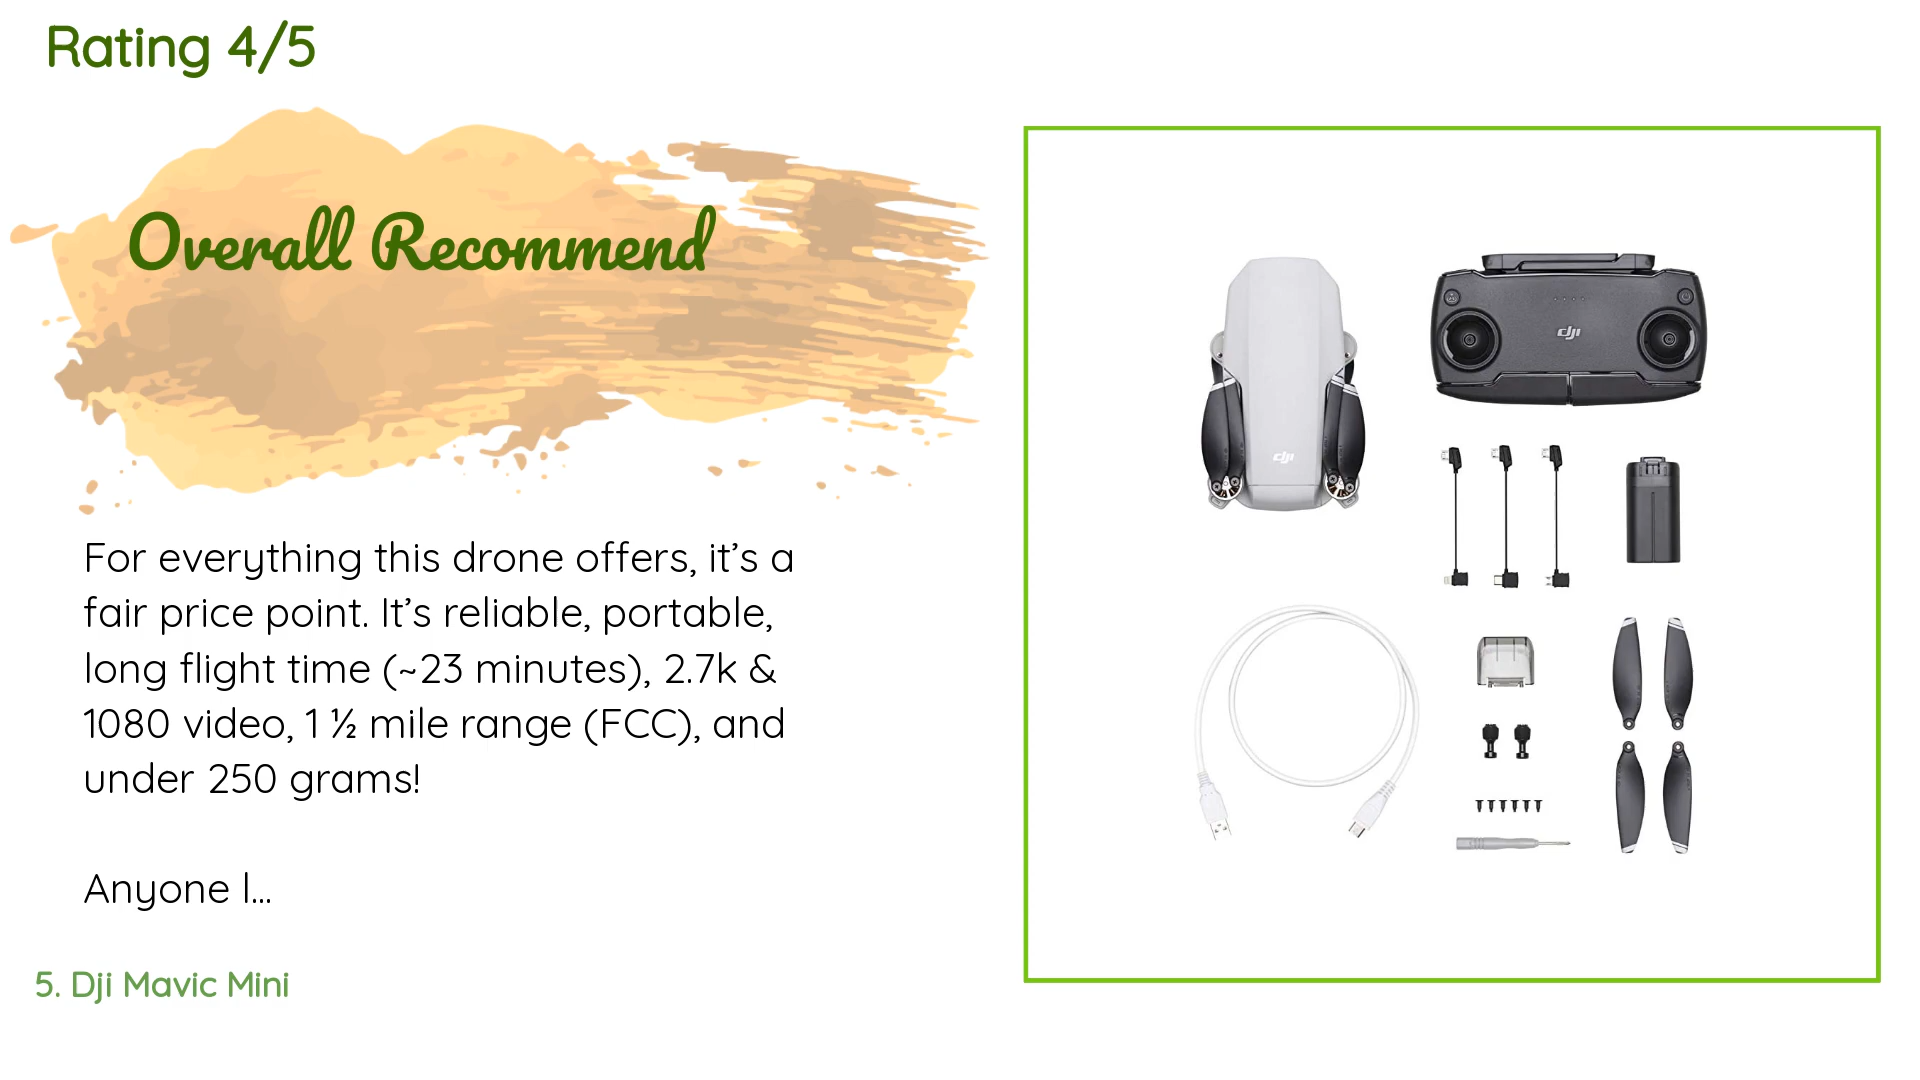 Rating 4/5
Overall Recommend
For everything this drone offers, it’s a
fair price point. It’s reliable, portable,
long flight time (~23 minutes), 2.7k &
1080 video, 1 ½ mile range (FCC), and
under 250 grams!
Anyone l...
5. Dji Mavic Mini
dji
dji